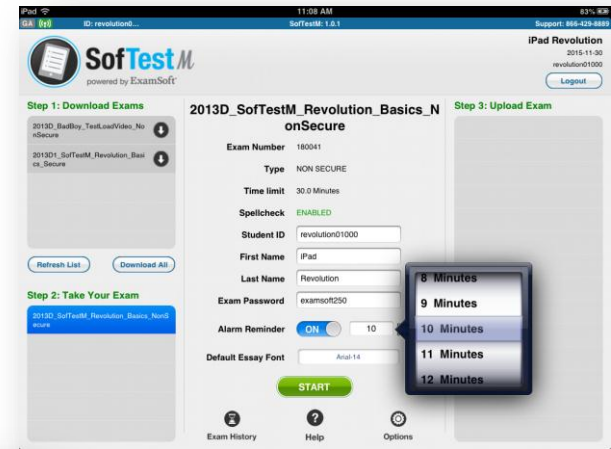 iPad
11:08 AM
83%
GA
ID: revolution0...
SofTestM: 1.0.1
Support: 866-429-8889
SofTest M
powered by ExamSoft
iPad Revolution
2015-11-30
revolution01000
Logout
Step 1: Download Exams
2013D_BadBoy_TestLoadVideo_No
nSecure
2013D1_SofTestM_Revolution_Basi
cs_Secure
Refresh List
Download All
Step 2: Take Your Exam
2013D_SofTestM_Revolution_Basics_NonS
ecure
2013D_SofTestM_Revolution_Basics_N
onSecure
Exam Number 180041
Type NON SECURE
Time limit 30.0 Minutes
Spellcheck ENABLED
Student ID revolution01000
First Name iPad
Last Name Revolution
Exam Password examsoft250
Alarm Reminder ON 10
Default Essay Font Arial-14
START
Exam History
Help
Options
Step 3: Upload Exam
8 Minutes
9 Minutes
10 Minutes
11 Minutes
12 Minutes